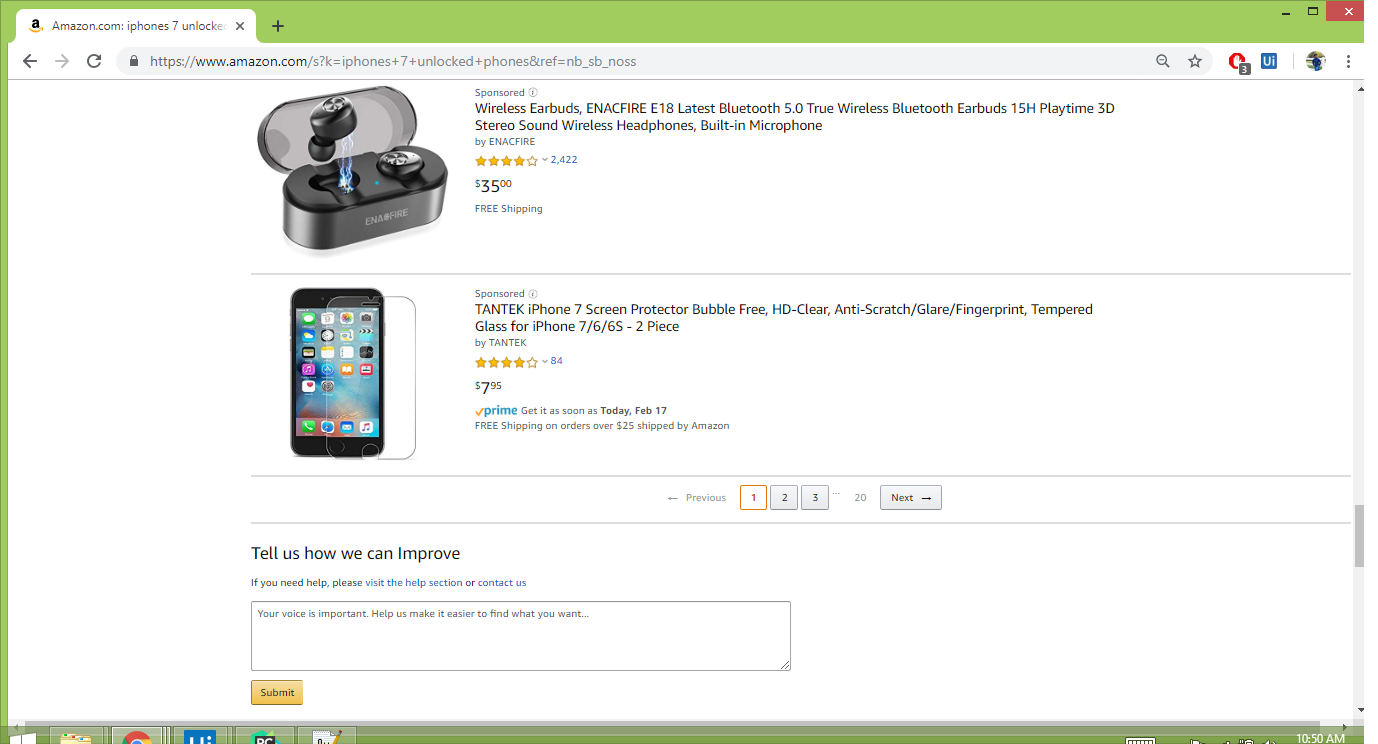 Amazon.com: iphones 7 unlocked
https://www.amazon.com/s?k=iphones+7+unlocked+phones&ref=nb_sb_noss
3
Ui
Sponsored
Wireless Earbuds, ENACFIRE E18 Latest Bluetooth 5.0 True Wireless Bluetooth Earbuds 15H Playtime 3D
Stereo Sound Wireless Headphones, Built-in Microphone
by ENACFIRE
2,422
$3500
FREE Shipping
ENACFIRE
Sponsored
TANTEK iPhone 7 Screen Protector Bubble Free, HD-Clear, Anti-Scratch/Glare/Fingerprint, Tempered
Glass for iPhone 7/6/6S - 2 Piece
by TANTEK
84
$795
prime Get it as soon as Today, Feb 17
FREE Shipping on orders over $25 shipped by Amazon
← Previous 1 2 3 ... 20 Next →
Tell us how we can Improve
If you need help, please visit the help section or contact us
Your voice is important. Help us make it easier to find what you want...
Submit
Ui
PC
10:50 AM